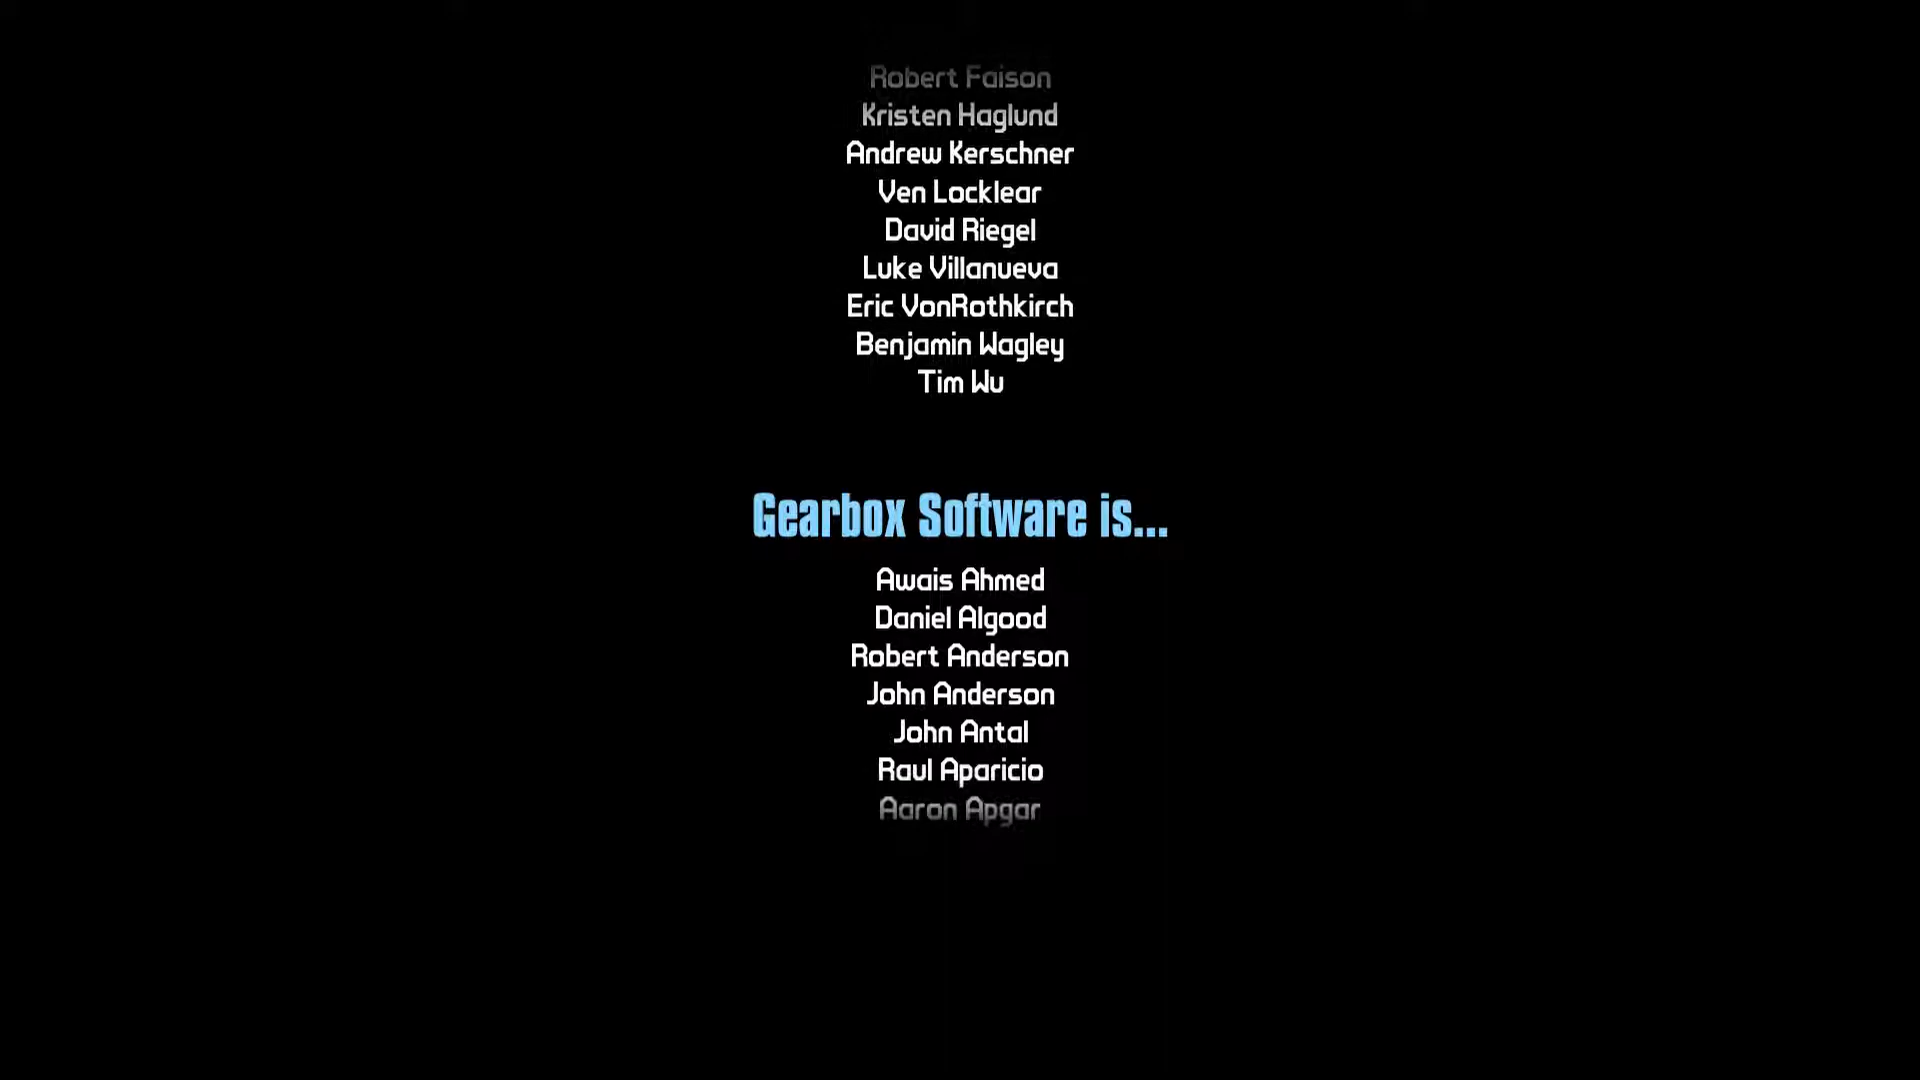 Robert Faison
Kristen Haglund
Andrew Kerschner
Ven Locklear
David Riegel
Luke Villanueva
Eric VonRothkirch
Benjamin Wagley
Tim Wu
Gearbox Software is...
Awais Ahmed
Daniel Algood
Robert Anderson
John Anderson
John Antal
Raul Aparicio
Aaron Apgar